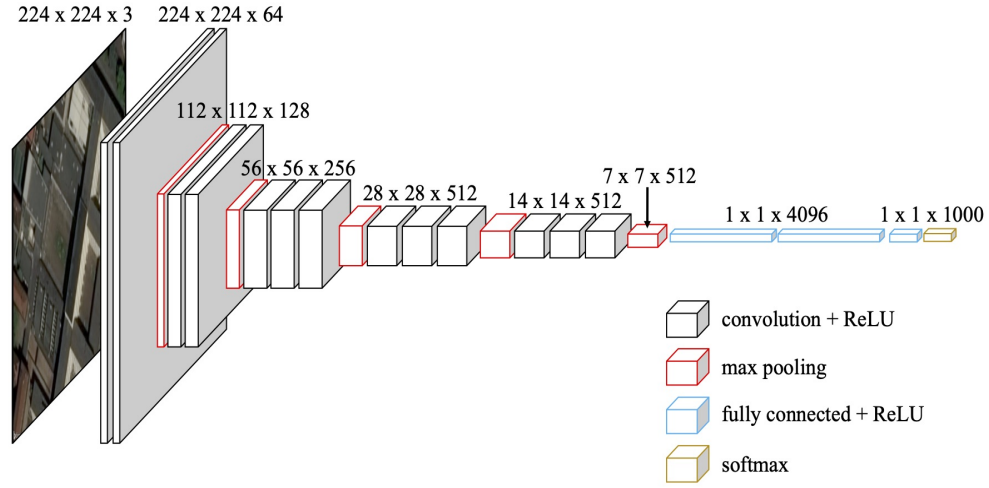 224 x 224 x 3
224 x 224 x 64
112 x 112 x 128
56 x 56 x 256
28 x 28 x 512
14 x 14 x 512
7 x 7 x 512
1 x 1 x 4096
1 x 1 x 1000
convolution + ReLU
max pooling
fully connected + ReLU
softmax